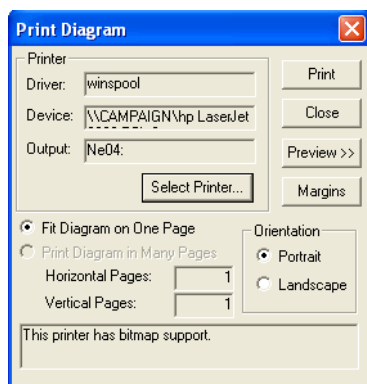 Print Diagram
Printer
Driver: winspool
Print
Device: \\CAMPAIGN\hp LaserJet
Close
Output: Ne04:
Preview >>
Select Printer...
Margins
Fit Diagram on One Page
Orientation
Print Diagram in Many Pages
Portrait
Horizontal Pages: 1
Landscape
Vertical Pages: 1
This printer has bitmap support.